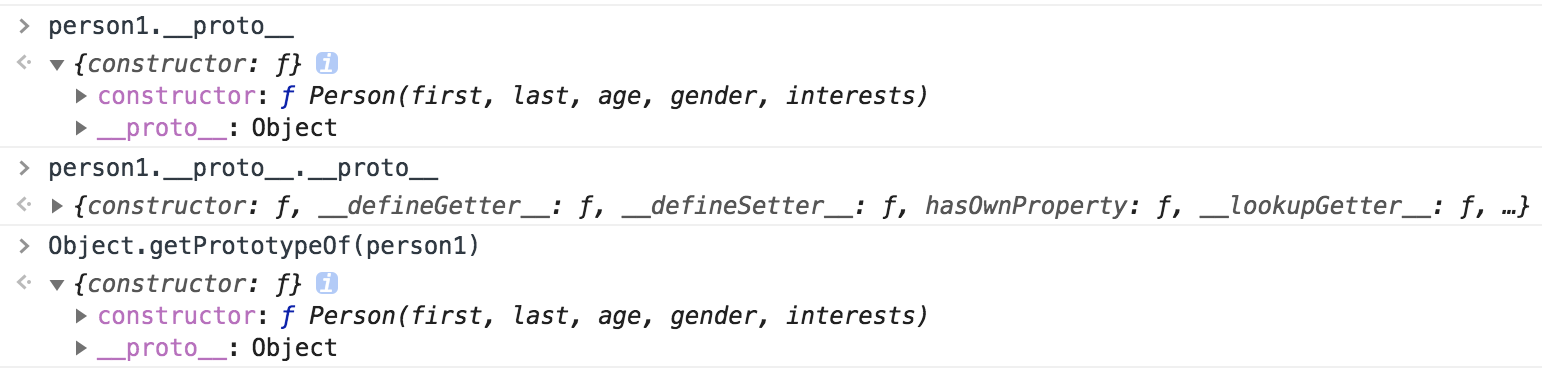 > person1.__proto__
{constructor: ƒ} i
constructor: ƒ Person(first, last, age, gender, interests)
__proto__: Object
> person1.__proto__.__proto__
{constructor: ƒ, __defineGetter__: ƒ, __defineSetter__: ƒ, hasOwnProperty: ƒ, __lookupGetter__: ƒ, …}
> Object.getPrototypeOf(person1)
{constructor: ƒ} i
constructor: ƒ Person(first, last, age, gender, interests)
__proto__: Object